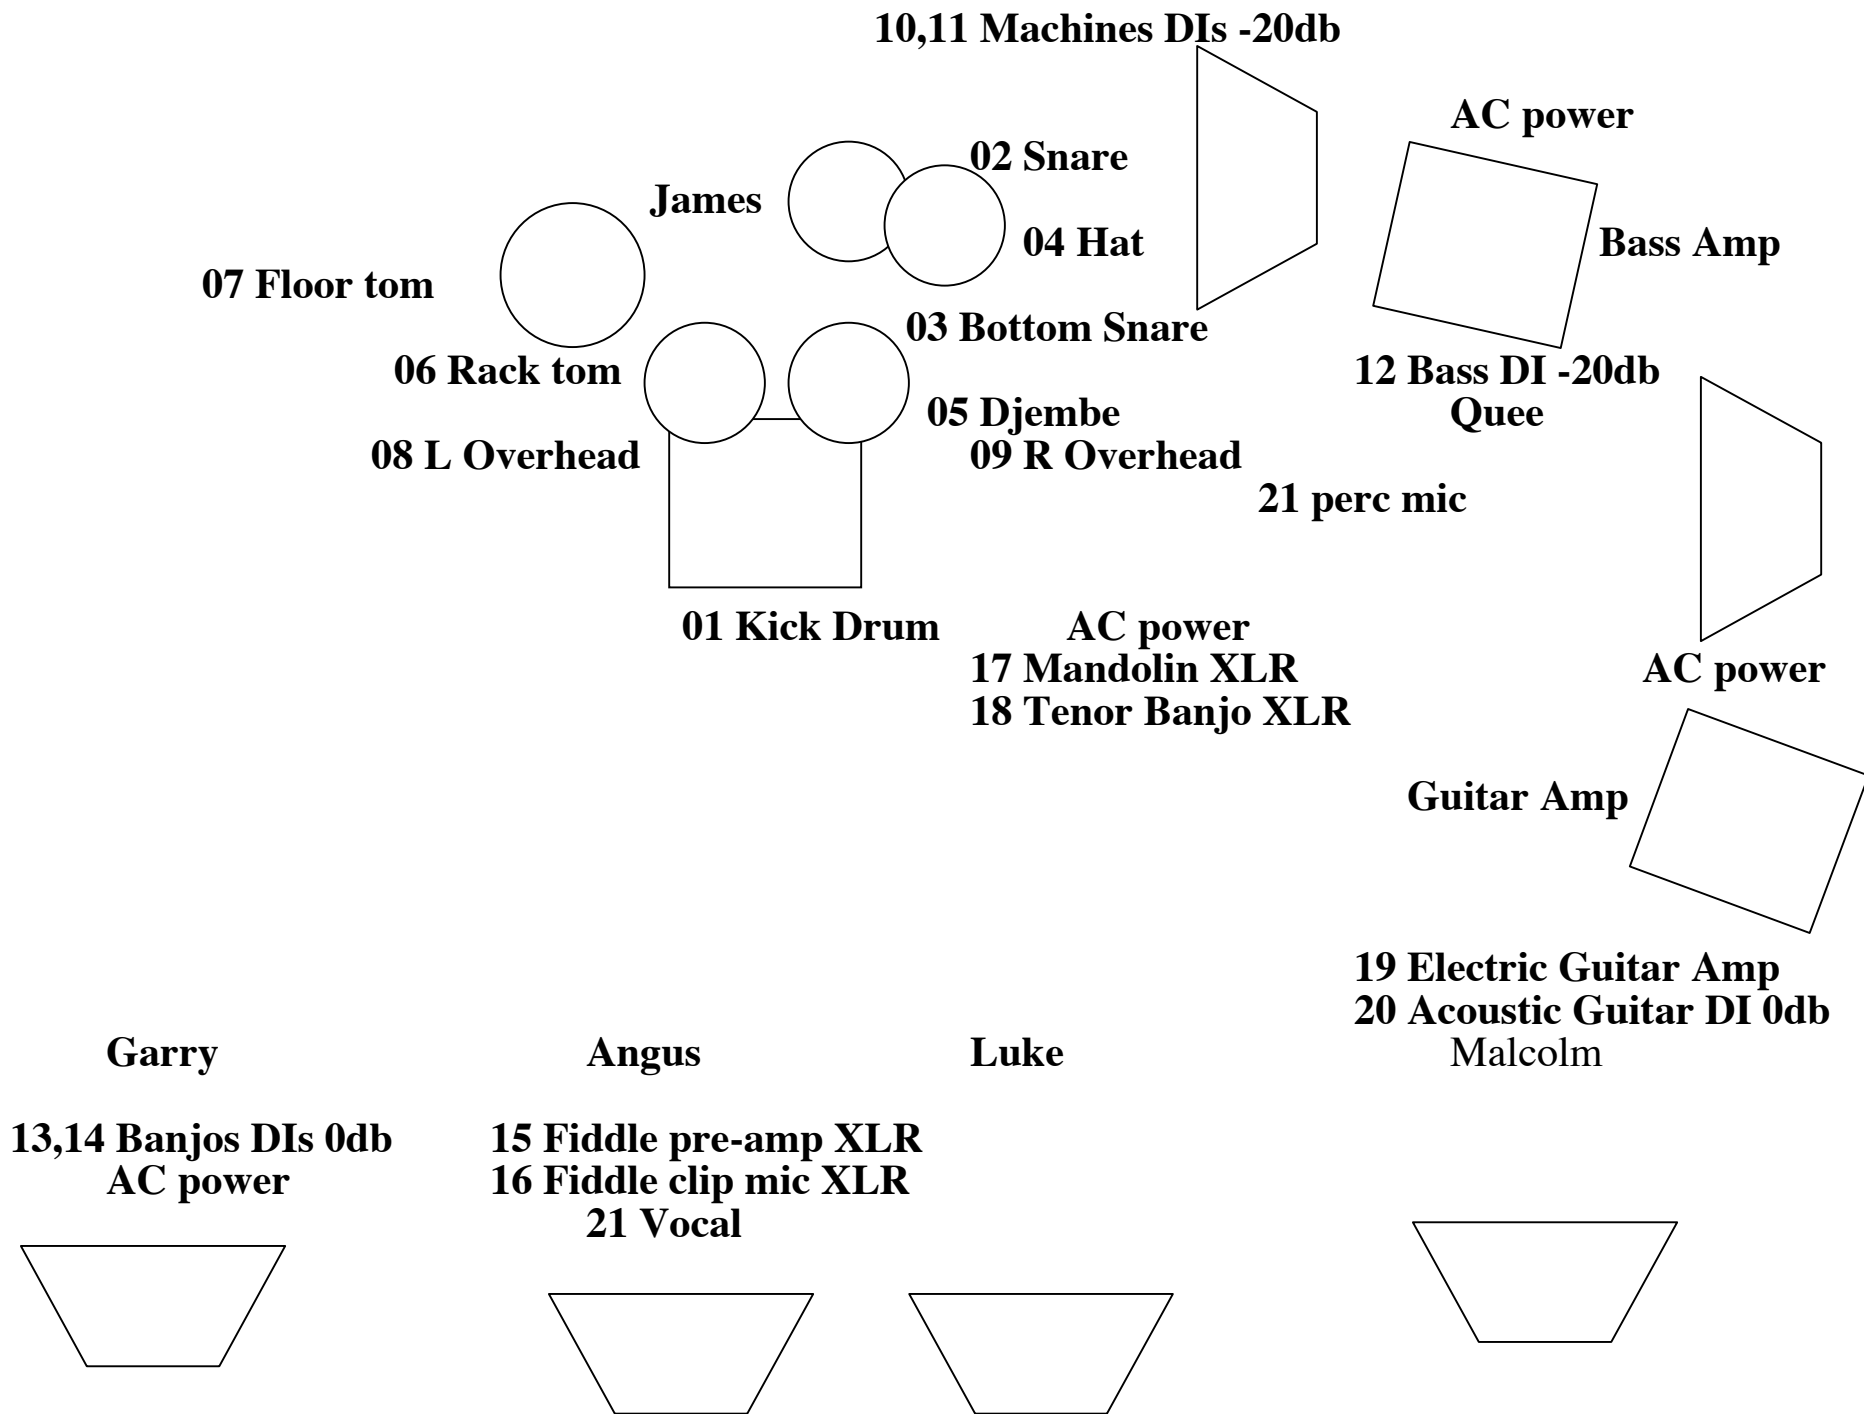 10,11 Machines DIs -20db
AC power
02 Snare
James
04 Hat
Bass Amp
07 Floor tom
03 Bottom Snare
06 Rack tom
12 Bass DI -20db
05 Djembe
Quee
08 L Overhead
09 R Overhead
21 perc mic
01 Kick Drum
AC power
17 Mandolin XLR
AC power
18 Tenor Banjo XLR
Guitar Amp
19 Electric Guitar Amp
20 Acoustic Guitar DI 0db
Garry
Angus
Luke
Malcolm
13,14 Banjos DIs 0db
15 Fiddle pre-amp XLR
AC power
16 Fiddle clip mic XLR
21 Vocal